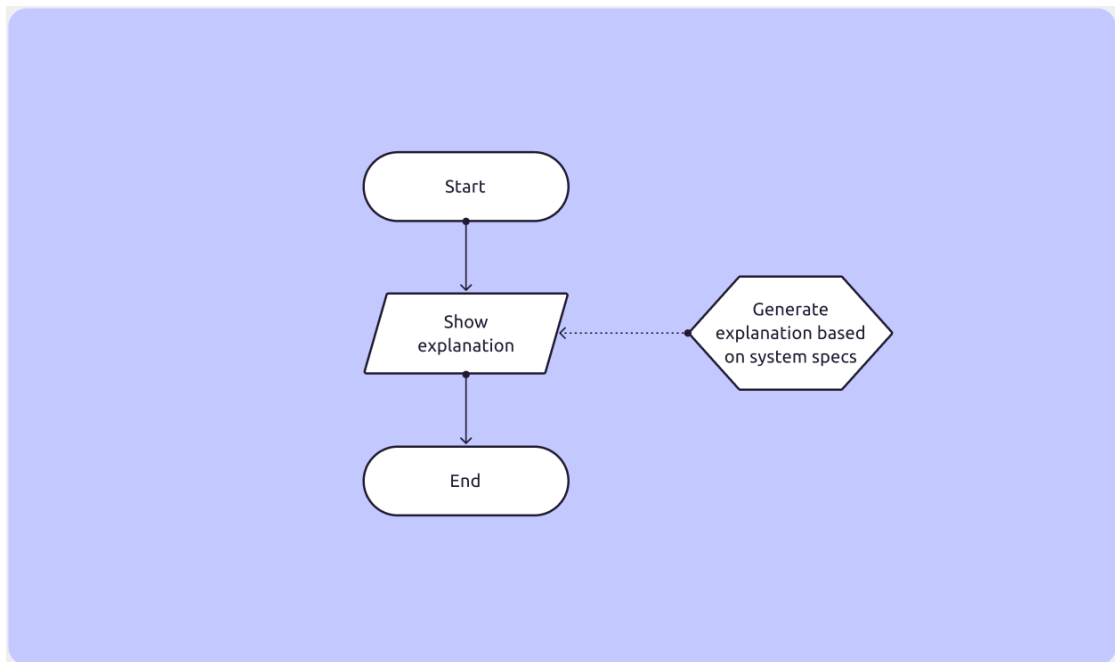 Start
Show
explanation
Generate
explanation based
on system specs
End